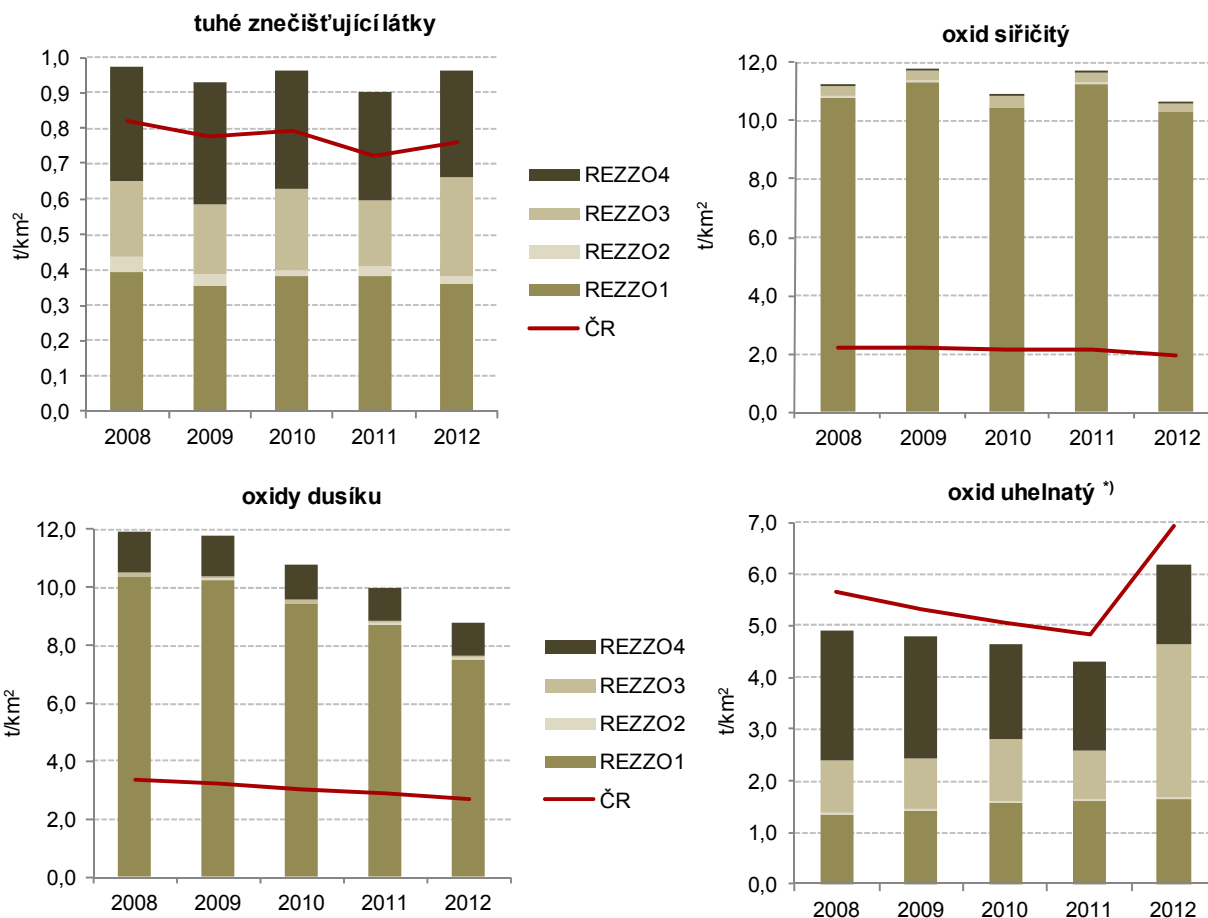 tuhé znečišťující látky
1,0
0,9
0,8
0,7
0,6
0,5
0,4
0,3
0,2
0,1
0,0
t/km²
2008 2009 2010 2011 2012
REZZO4
REZZO3
REZZO2
REZZO1
ČR
oxid siřičitý
12,0
10,0
8,0
6,0
4,0
2,0
0,0
t/km²
2008 2009 2010 2011 2012
oxidy dusíku
12,0
10,0
8,0
6,0
4,0
2,0
0,0
t/km²
2008 2009 2010 2011 2012
REZZO4
REZZO3
REZZO2
REZZO1
ČR
oxid uhelnatý *)
7,0
6,0
5,0
4,0
3,0
2,0
1,0
0,0
t/km²
2008 2009 2010 2011 2012